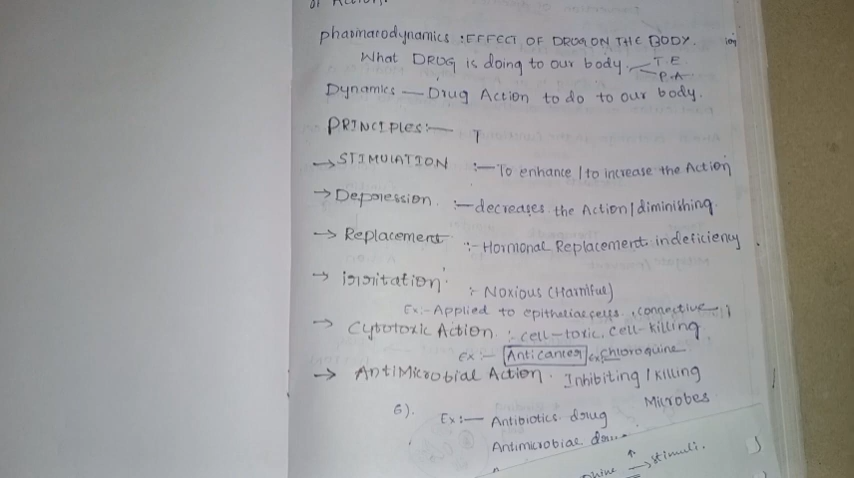 of Action.
pharmacodynamics : EFFECT OF DRUG ON THE BODY.
What DRUG is doing to our body. T.E.
P.A
Dynamics — Drug Action to do to our body.
PRINCIPLES:—
→ STIMULATION :— To enhance / to increase the Action
→ Depression. :— decreases the Action / diminishing.
→ Replacement :- Hormonal Replacement in deficiency.
→ irritation : Noxious (Harmful)
Ex:- Applied to epithelial cells, connective
→ Cytotoxic Action. : cell-toxic, cell-killing
Ex :- Anticancer Ex Chloroquine
→ AntiMicrobial Action. Inhibiting / killing
Microbes
6).
Ex:— Antibiotics drug
Antimicrobial
→ stimuli.